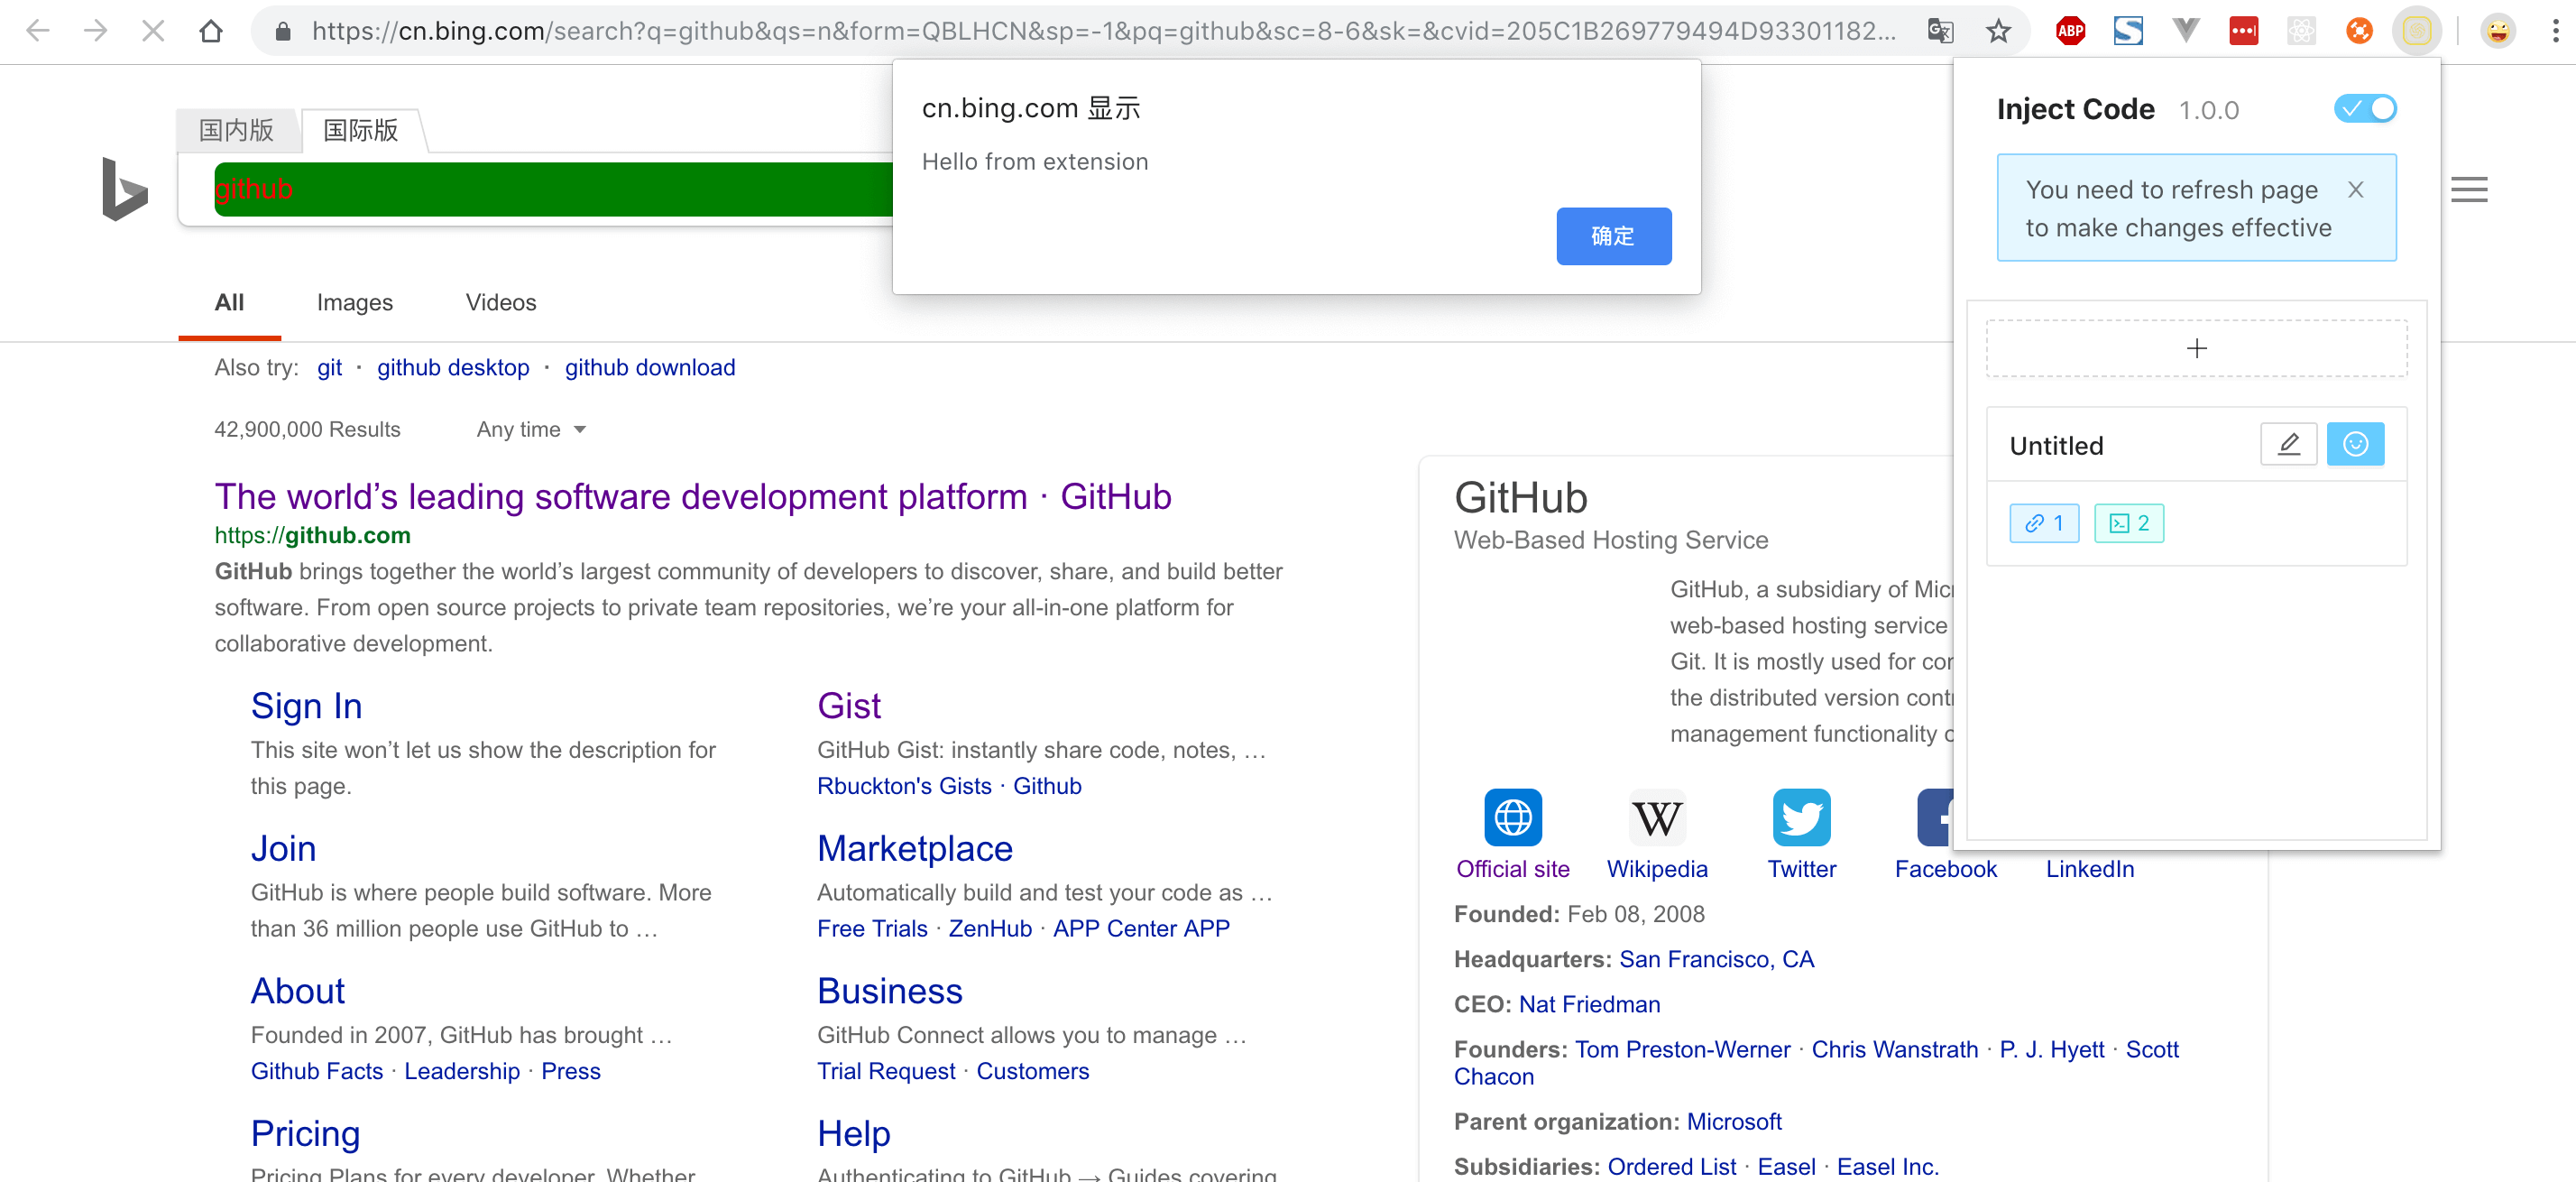 https://cn.bing.com/search?q=github&qs=n&form=QBLHCN&sp=-1&pq=github&sc=8-6&sk=&cvid=205C1B269779494D93301182...
ABP
国内版
国际版
github
cn.bing.com 显示
Hello from extension
确定
Inject Code 1.0.0
You need to refresh page
to make changes effective
Untitled
1
2
All
Images
Videos
Also try: git · github desktop · github download
42,900,000 Results
Any time
The world’s leading software development platform · GitHub
https://github.com
GitHub brings together the world’s largest community of developers to discover, share, and build better
software. From open source projects to private team repositories, we’re your all-in-one platform for
collaborative development.
Sign In
This site won’t let us show the description for
this page.
Gist
GitHub Gist: instantly share code, notes, …
Rbuckton's Gists · Github
Join
GitHub is where people build software. More
than 36 million people use GitHub to …
Marketplace
Automatically build and test your code as …
Free Trials · ZenHub · APP Center APP
About
Founded in 2007, GitHub has brought …
Github Facts · Leadership · Press
Business
GitHub Connect allows you to manage …
Trial Request · Customers
Pricing
Pricing Plans for every developer. Whether
Help
Authenticating to GitHub → Guides covering
GitHub
Web-Based Hosting Service
GitHub, a subsidiary of
web-based hosting service
Git. It is mostly used for
the distributed version
management functionality
W
Official site
Wikipedia
Twitter
Facebook
LinkedIn
Founded: Feb 08, 2008
Headquarters: San Francisco, CA
CEO: Nat Friedman
Founders: Tom Preston-Werner · Chris Wanstrath · P. J. Hyett · Scott
Chacon
Parent organization: Microsoft
Subsidiaries: Ordered List · Easel · Easel Inc.